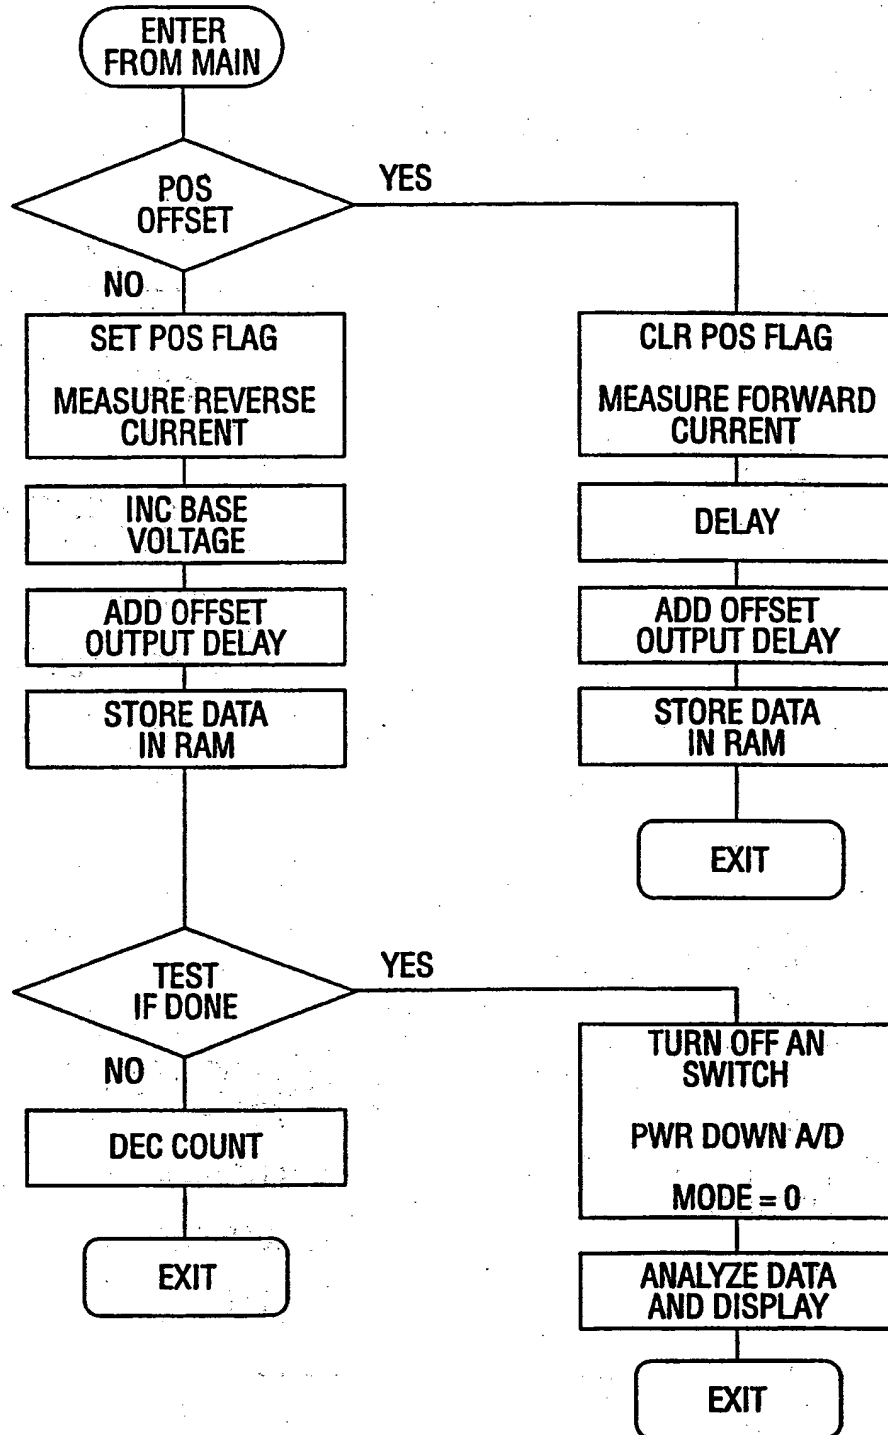 ENTER
FROM MAIN
POS
OFFSET
YES
NO
SET POS FLAG
MEASURE REVERSE
CURRENT
INC BASE
VOLTAGE
ADD OFFSET
OUTPUT DELAY
STORE DATA
IN RAM
CLR POS FLAG
MEASURE FORWARD
CURRENT
DELAY
ADD OFFSET
OUTPUT DELAY
STORE DATA
IN RAM
EXIT
TEST
IF DONE
YES
NO
DEC COUNT
EXIT
TURN OFF AN
SWITCH
PWR DOWN A/D
MODE = 0
ANALYZE DATA
AND DISPLAY
EXIT